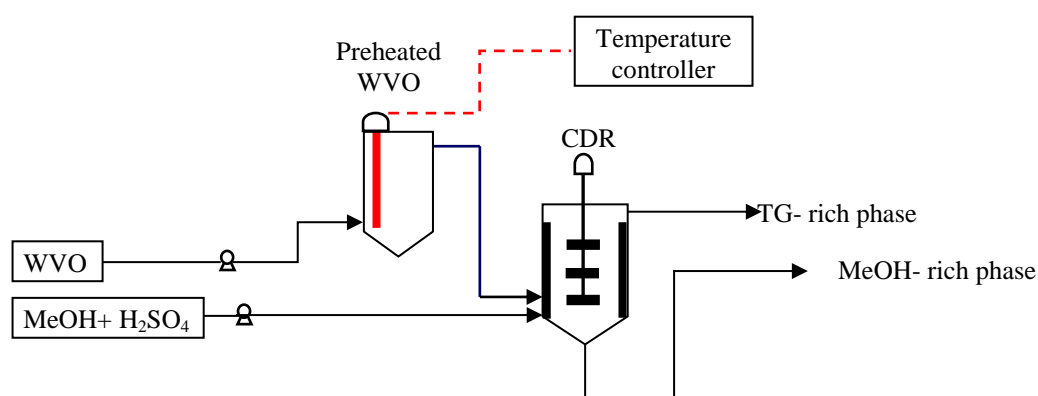 Temperature
controller
Preheated
WVO
CDR
TG- rich phase
MeOH- rich phase
WVO
MeOH+ H₂SO₄